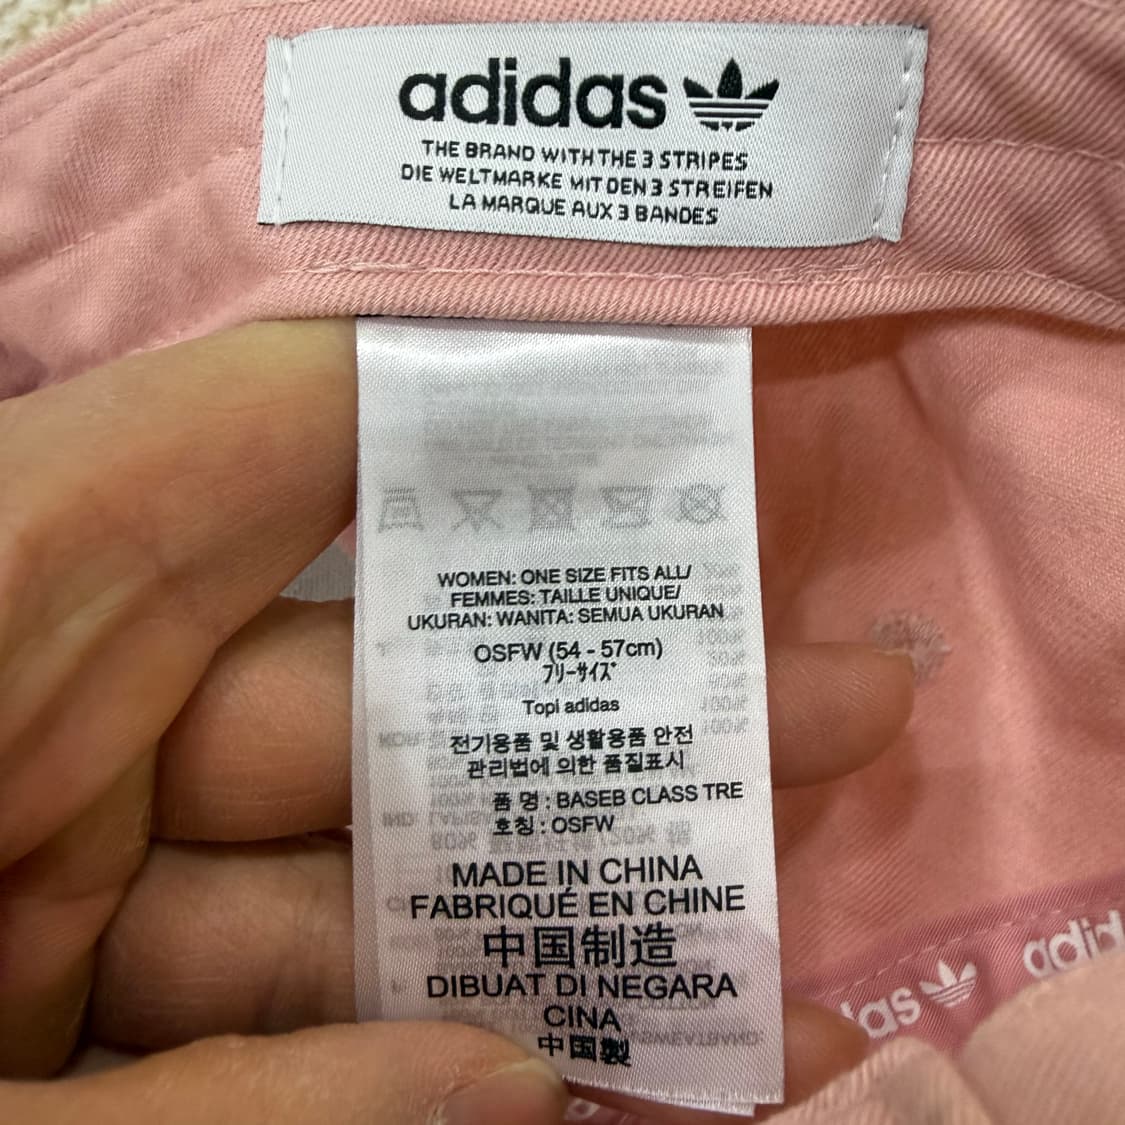 adidas
THE BRAND WITH THE 3 STRIPES
DIE WELTMARKE MIT DEN 3 STREIFEN
LA MARQUE AUX 3 BANDES
WOMEN: ONE SIZE FITS ALL/
FEMMES: TAILLE UNIQUE/
UKURAN: WANITA: SEMUA UKURAN
OSFW (54 - 57cm)
フリーサイズ
Topi adidas
전기용품 및 생활용품 안전
관리법에 의한 품질표시
품 명 : BASEB CLASS TRE
호칭 : OSFW
MADE IN CHINA
FABRIQUÉ EN CHINE
中国制造
DIBUAT DI NEGARA
CINA
中国製
das adid